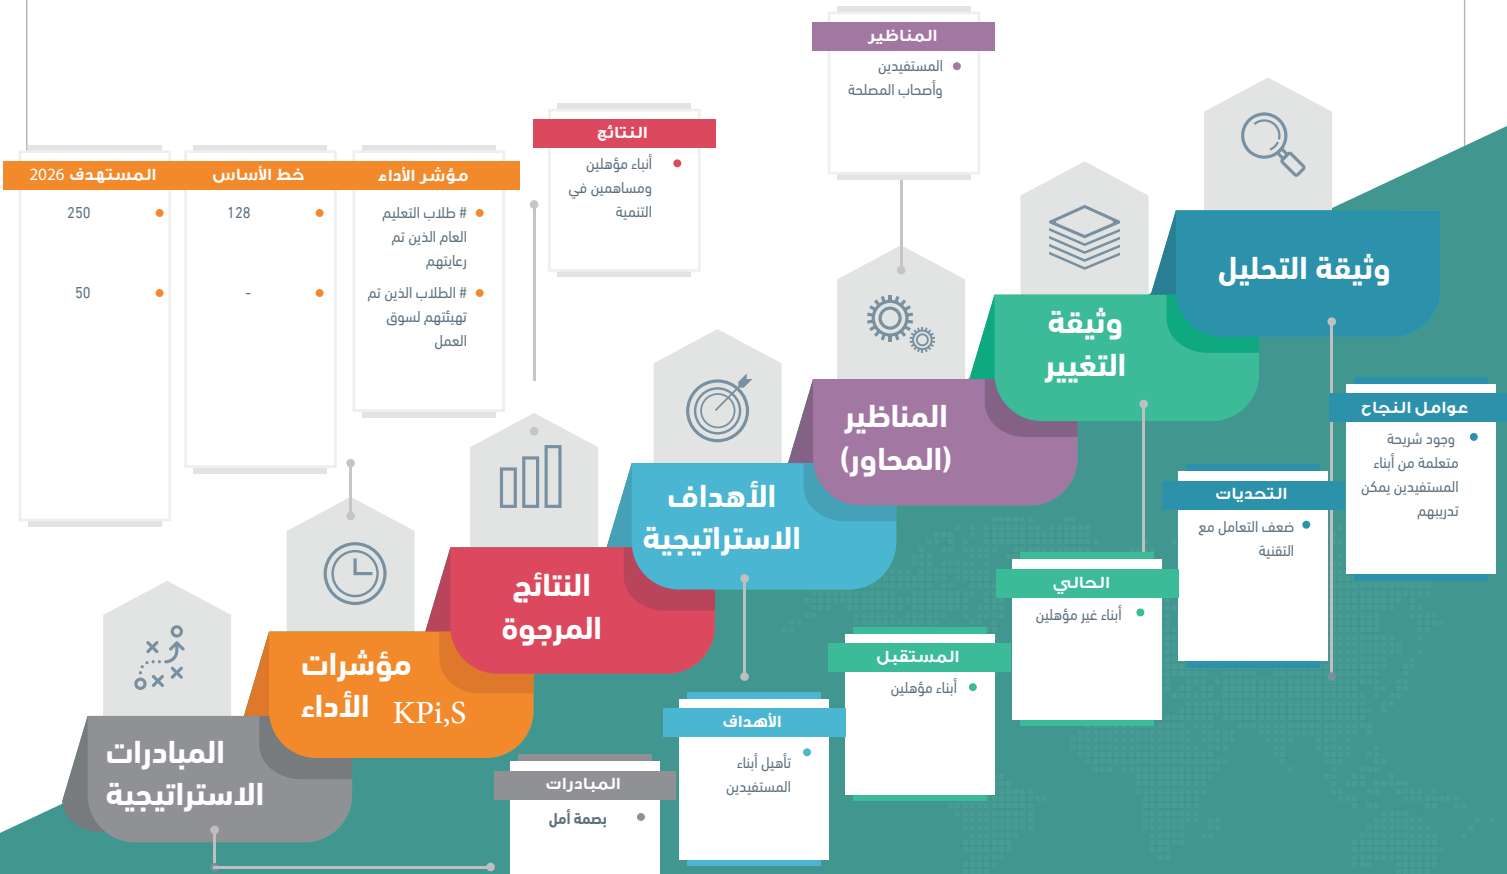 وثيقة التحليل
عوامل النجاح
وجود شريحة
متعلمة من أبناء
المستفيدين يمكن
تدريبهم
التحديات
ضعف التعامل مع
التقنية
وثيقة
التغيير
الحالي
أبناء غير مؤهلين
المستقبل
أبناء مؤهلين
المناظير
المستفيدين
وأصحاب المصلحة
المناظير
(المحاور)
الأهداف
الاستراتيجية
الأهداف
تأهيل أبناء
المستفيدين
النتائج
أنباء مؤهلين
ومساهمين في
التنمية
النتائج
المرجوة
مؤشر الأداء
# طلاب التعليم
العام الذين تم
رعايتهم
# الطلاب الذين تم
تهيئتهم لسوق
العمل
خط الأساس
128
-
المستهدف 2026
250
50
مؤشرات
الأداء KPi,S
المبادرات
الاستراتيجية
المبادرات
بصمة أمل